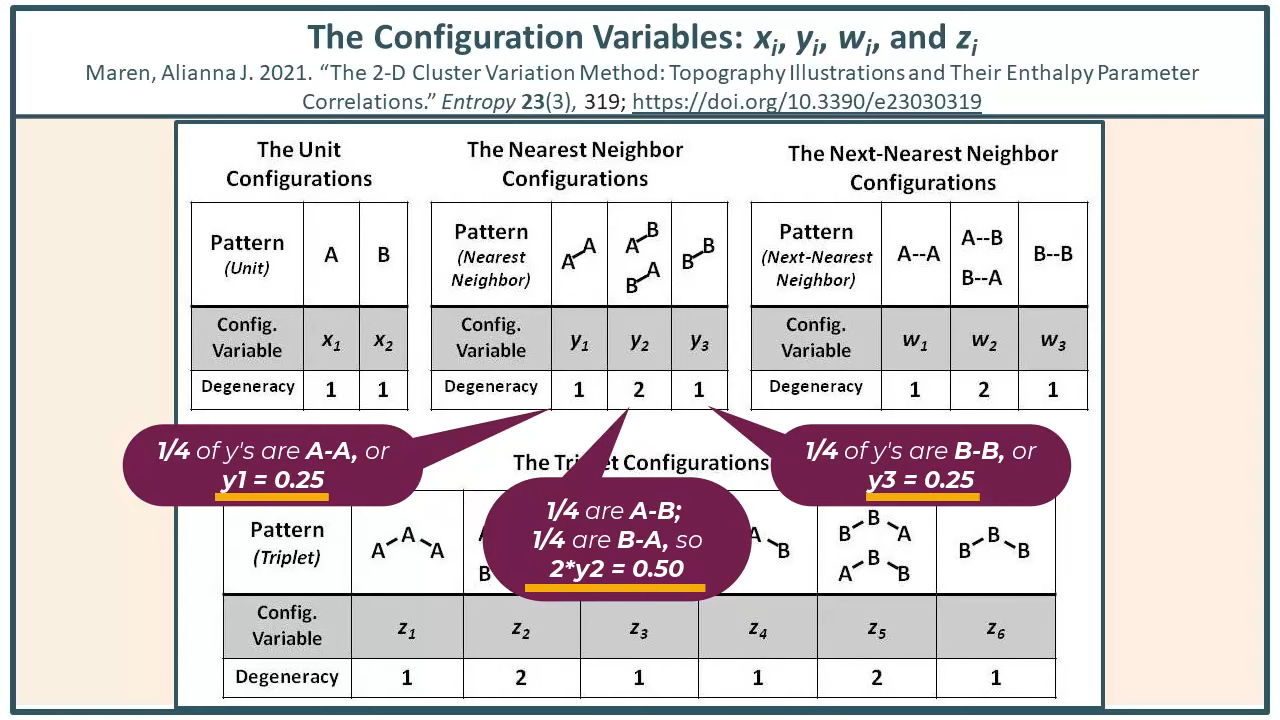 The Configuration Variables: xi, yi, wi, and zi
Maren, Alianna J. 2021. “The 2-D Cluster Variation Method: Topography Illustrations and Their Enthalpy Parameter
Correlations.” Entropy 23(3), 319; https://doi.org/10.3390/e23030319
The Unit
Configurations
Pattern
(Unit)
A
B
Config.
Variable
x1
x2
Degeneracy
1
1
The Nearest Neighbor
Configurations
Pattern
(Nearest
Neighbor)
A A
A B
B A
B B
Config.
Variable
y1
y2
y3
Degeneracy
1
2
1
The Next-Nearest Neighbor
Configurations
Pattern
(Next-Nearest
Neighbor)
A--A
A--B
B--A
B--B
Config.
Variable
w1
w2
w3
Degeneracy
1
2
1
1/4 of y's are A-A, or
y1 = 0.25
1/4 are A-B;
1/4 are B-A, so
2*y2 = 0.50
1/4 of y's are B-B, or
y3 = 0.25
The Configurations
Pattern
(Triplet)
A A A
B
A B
B B A
A B B
B B B
Config.
Variable
z1
z2
z3
z4
z5
z6
Degeneracy
1
2
1
1
2
1